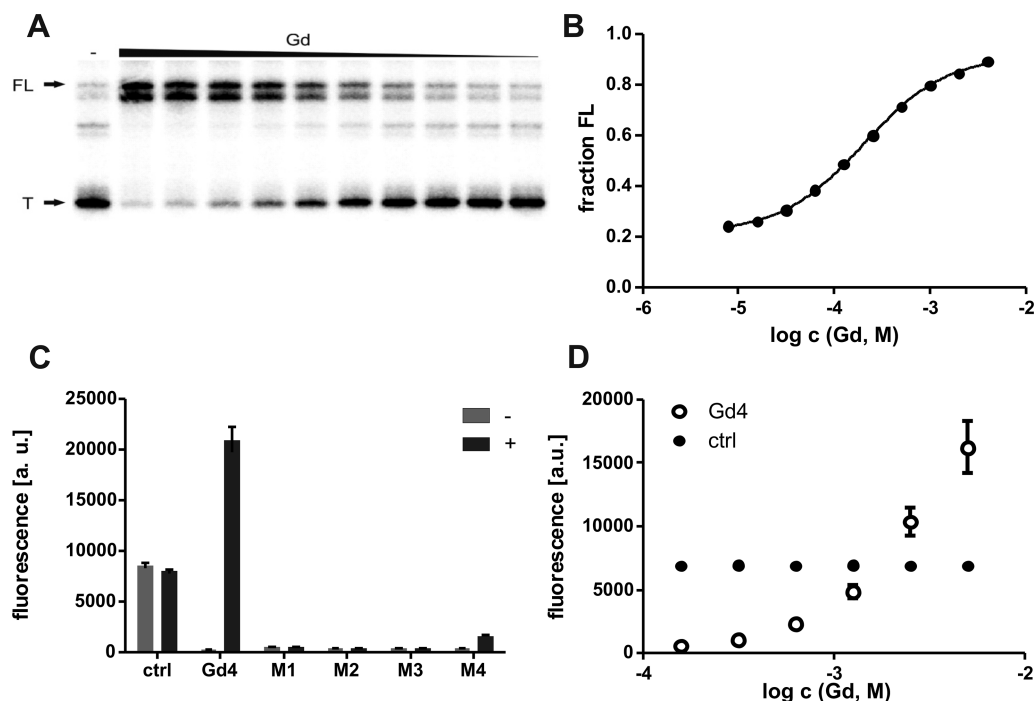 A
Gd
-
FL
T
B
fraction FL
1.0
0.8
0.6
0.4
0.2
0.0
-6 -5 -4 -3 -2
log c (Gd, M)
C
fluorescence [a. u.]
25000
20000
15000
10000
5000
0
-
+
ctrl Gd4 M1 M2 M3 M4
D
fluorescence [a.u.]
20000
15000
10000
5000
0
Gd4
ctrl
-4 -3 -2
log c (Gd, M)